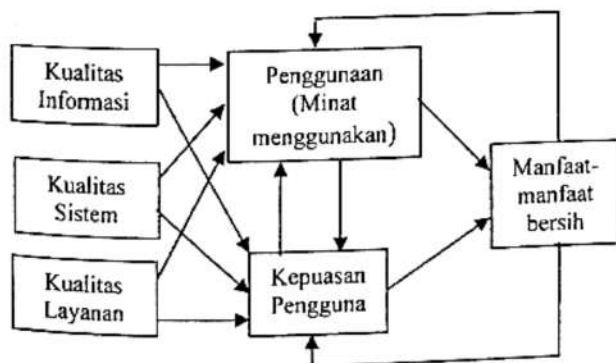 Kualitas
Informasi
Kualitas
Sistem
Kualitas
Layanan
Penggunaan
(Minat
menggunakan)
Kepuasan
Pengguna
Manfaat-
manfaat
bersih